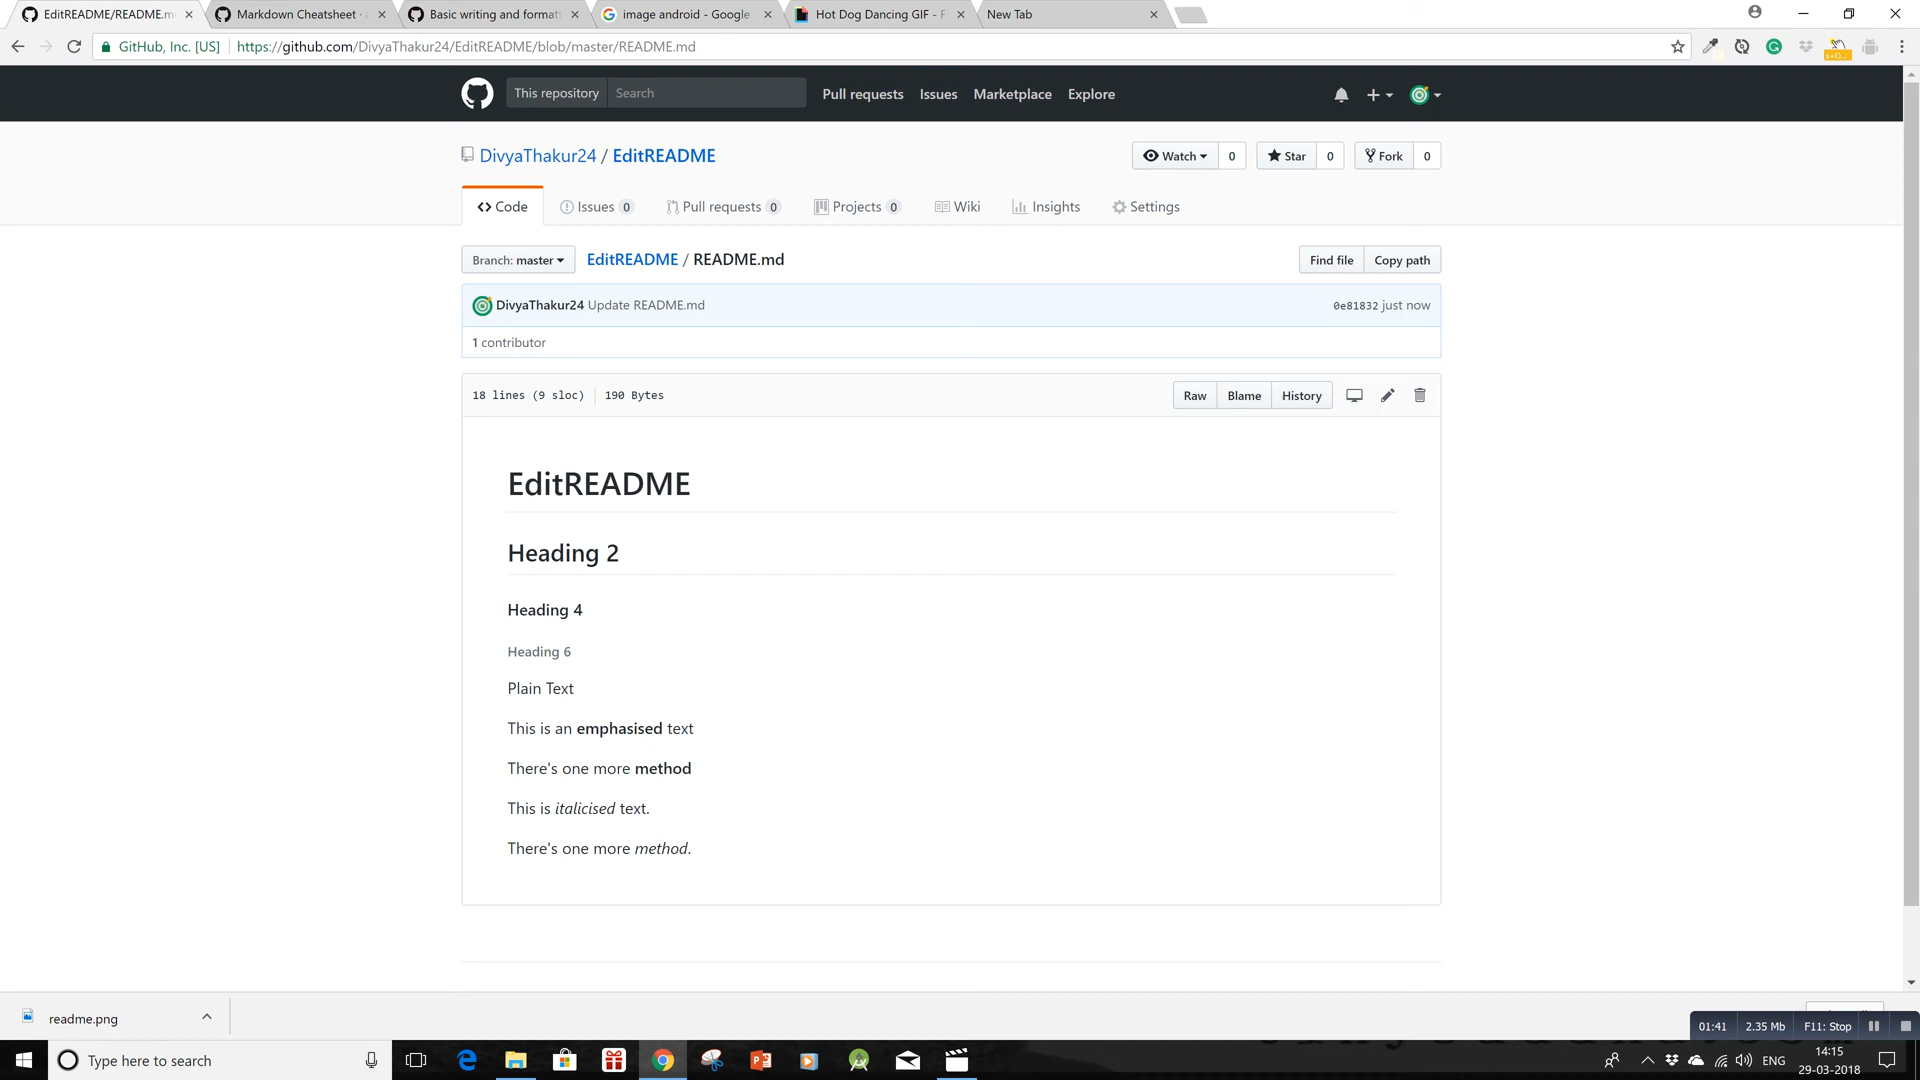 EditREADME/README.m
Markdown Cheatsheet ·
Basic writing and formatt
image android - Google
Hot Dog Dancing GIF - F
New Tab
GitHub, Inc. [US] https://github.com/DivyaThakur24/EditREADME/blob/master/README.md
This repository Search Pull requests Issues Marketplace Explore
DivyaThakur24 / EditREADME
Watch 0 Star 0 Fork 0
Code Issues 0 Pull requests 0 Projects 0 Wiki Insights Settings
Branch: master EditREADME / README.md Find file Copy path
DivyaThakur24 Update README.md 0e81832 just now
1 contributor
18 lines (9 sloc) 190 Bytes Raw Blame History
EditREADME
Heading 2
Heading 4
Heading 6
Plain Text
This is an emphasised text
There's one more method
This is italicised text.
There's one more method.
readme.png
01:41 2.35 Mb F11: Stop
Type here to search
ENG
14:15
29-03-2018